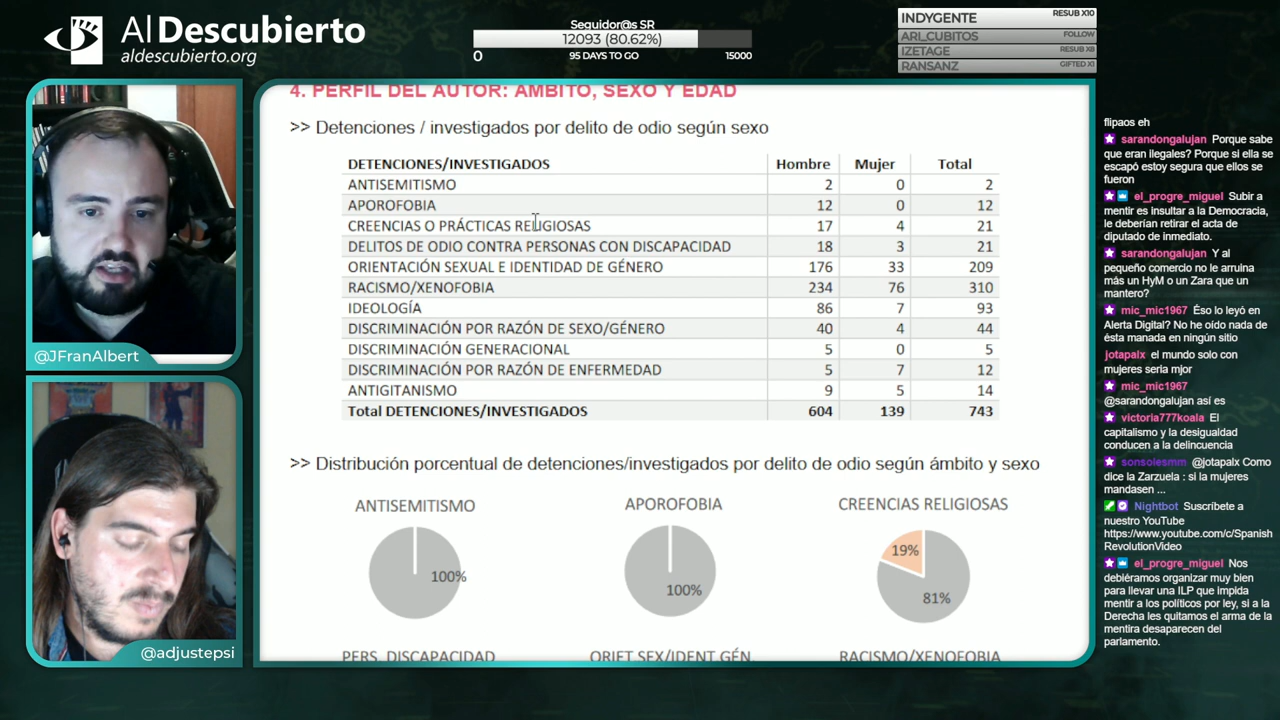 Al Descubierto
aldescubierto.org
Seguidor@s SR
12093 (80.62%)
0 95 DAYS TO GO 15000
INDYGENTE RESUB X10
ARI_CUBITOS FOLLOW
IZETAGE RESUB X8
RANSANZ GIFTED X1
@JFranAlbert
@adjustepsi
4. PERFIL DEL AUTOR: ÁMBITO, SEXO Y EDAD
>> Detenciones / investigados por delito de odio según sexo
DETENCIONES/INVESTIGADOS Hombre Mujer Total
ANTISEMITISMO 2 0 2
APOROFOBIA 12 0 12
CREENCIAS O PRÁCTICAS RELIGIOSAS 17 4 21
DELITOS DE ODIO CONTRA PERSONAS CON DISCAPACIDAD 18 3 21
ORIENTACIÓN SEXUAL E IDENTIDAD DE GÉNERO 176 33 209
RACISMO/XENOFOBIA 234 76 310
IDEOLOGÍA 86 7 93
DISCRIMINACIÓN POR RAZÓN DE SEXO/GÉNERO 40 4 44
DISCRIMINACIÓN GENERACIONAL 5 0 5
DISCRIMINACIÓN POR RAZÓN DE ENFERMEDAD 5 7 12
ANTIGITANISMO 9 5 14
Total DETENCIONES/INVESTIGADOS 604 139 743
>> Distribución porcentual de detenciones/investigados por delito de odio según ámbito y sexo
ANTISEMITISMO APOROFOBIA CREENCIAS RELIGIOSAS
100% 100% 19% 81%
PERS. DISCAPACIDAD ORIET.SEX/IDENT.GÉN RACISMO/XENOFOBIA
flipaos eh
sarandongalujan Porque sabe
que eran ilegales? Porque si ella se
escapó estoy segura que ellos se
fueron
el_progre_miguel Subir a
mentir es insultar a la Democracia,
le deberían retirar el acta de
diputado de inmediato.
sarandongalujan Y al
pequeño comercio no le arruina
más un HyM o un Zara que un
mantero?
mic_mic1967 Éso lo leyó en
Alerta Digital? No he oído nada de
ésta manada en ningún sitio
jotapalx el mundo solo con
mujeres seria mjor
mic_mic1967
@sarandongalujan así es
victoria777koala El
capitalismo y la desigualdad
conducen a la delincuencia
sonsolesmm @jotapalx Como
dice la Zarzuela : si la mujeres
mandasen ...
Nightbot Suscríbete a
nuestro YouTube
https://www.youtube.com/c/Spanish
RevolutionVideo
el_progre_miguel Nos
debiéramos organizar muy bien
para llevar una ILP que impida
mentir a los políticos por ley, si a la
Derecha les quitamos el arma de la
mentira desaparecen del
parlamento.